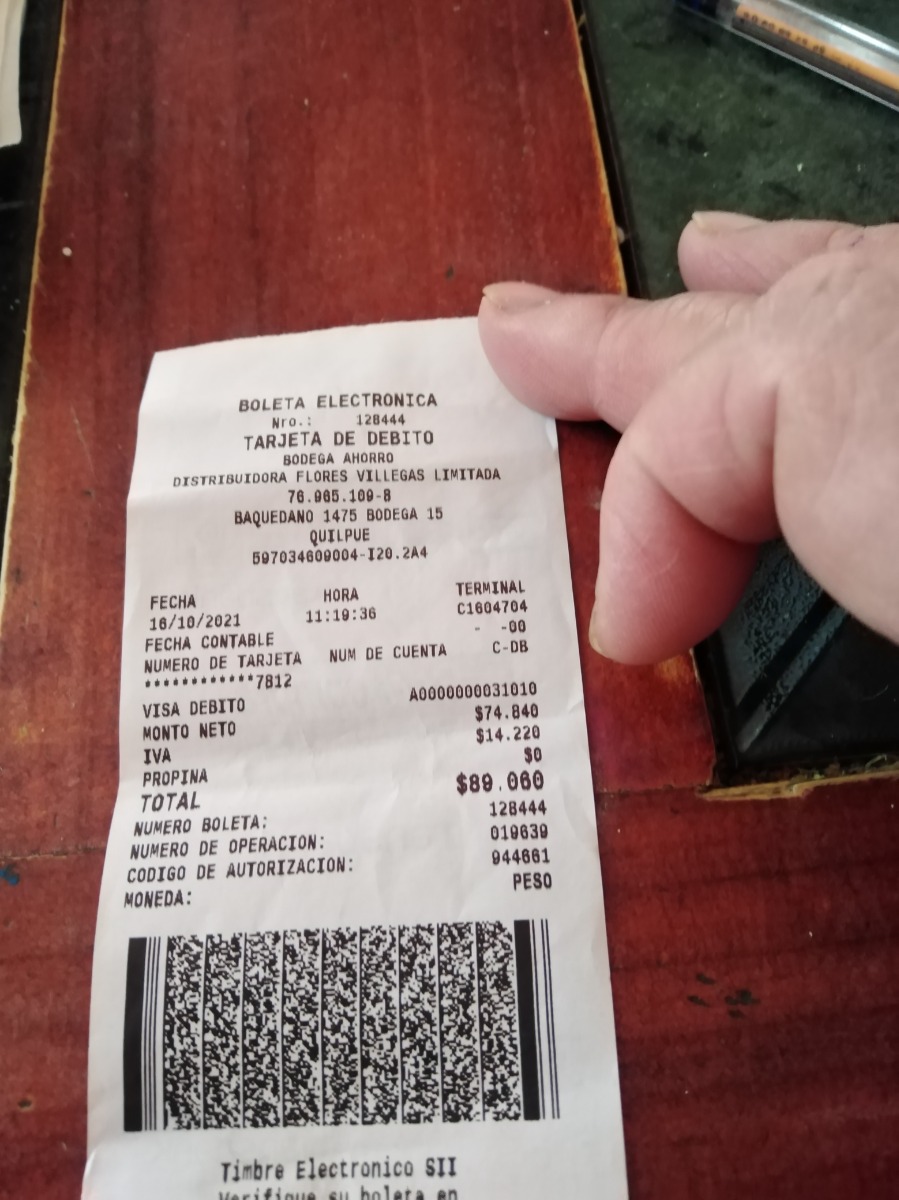 BOLETA ELECTRONICA
Nro.: 128444
TARJETA DE DEBITO
BODEGA AHORRO
DISTRIBUIDORA FLORES VILLEGAS LIMITADA
76.965.109-8
BAQUEDANO 1475 BODEGA 15
QUILPUE
597034609004-I20.2A4
FECHA HORA TERMINAL
16/10/2021 11:19:36 C1604704
FECHA CONTABLE - -00
NUMERO DE TARJETA NUM DE CUENTA C-DB
************7812
VISA DEBITO A0000000031010
MONTO NETO $74.840
IVA $14.220
PROPINA $0
TOTAL $89.060
NUMERO BOLETA: 128444
NUMERO DE OPERACION: 019639
CODIGO DE AUTORIZACION: 944661
MONEDA: PESO
Timbre Electronico SII
Verifique su boleta en